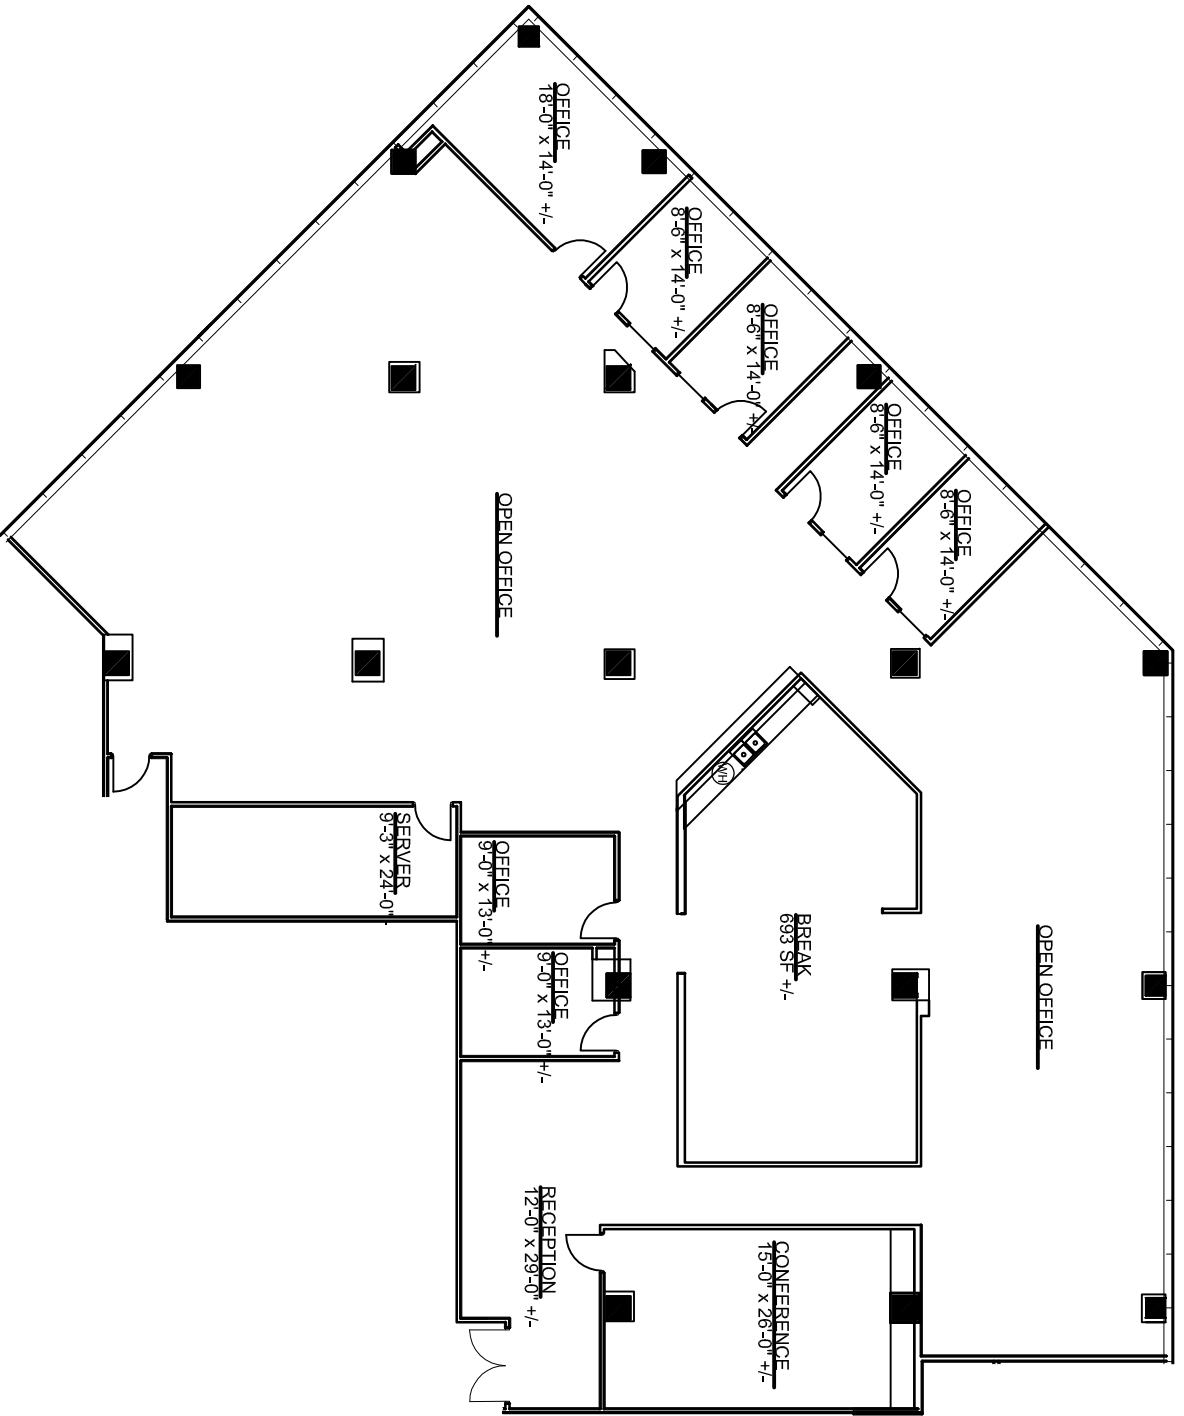 OFFICE
18'-0" x 14'-0" +/-
OFFICE
8'-6" x 14'-0" +/-
OFFICE
8'-6" x 14'-0" +/-
OFFICE
8'-6" x 14'-0" +/-
OFFICE
8'-6" x 14'-0" +/-
OPEN OFFICE
WH
SERVER
9'-3" x 24'-0"
OFFICE
9'-0" x 13'-0" +/-
OFFICE
9'-0" x 13'-0" +/-
BREAK
693 SF +/-
OPEN OFFICE
RECEPTION
12'-0" x 29'-0" +/-
CONFERENCE
15'-0" x 26'-0" +/-